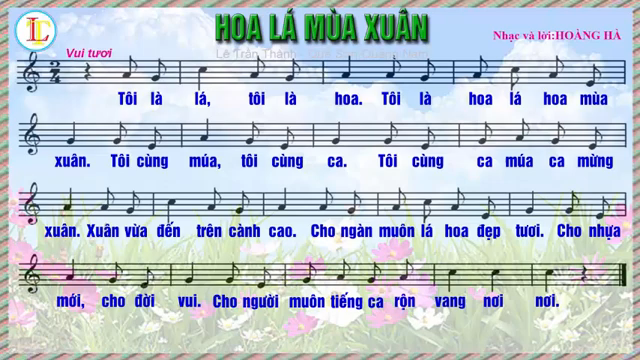 LC
HOA LÁ MÙA XUÂN
Vui tươi
Nhạc và lời:HOÀNG HÀ
2
4
Tôi là lá, tôi là hoa. Tôi là hoa lá hoa mùa
xuân. Tôi cùng múa, tôi cùng ca. Tôi cùng ca múa ca mừng
xuân. Xuân vừa đến trên cành cao. Cho ngàn muôn lá hoa đẹp tươi. Cho nhựa
mới, cho đời vui. Cho người muôn tiếng ca rộn vang nơi nơi.